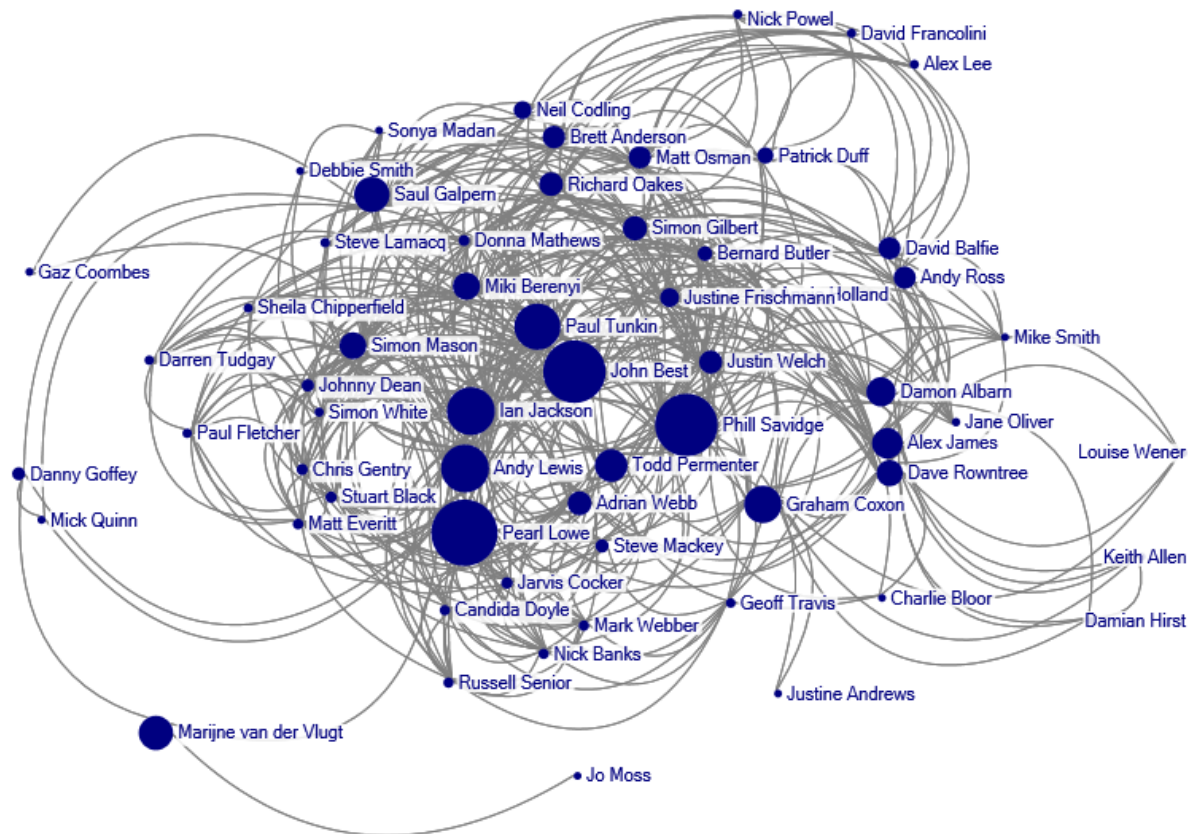 Nick Powel
David Francolini
Alex Lee
Neil Codling
Sonya Madan
Brett Anderson
Matt Osman
Patrick Duff
Debbie Smith
Saul Galpern
Richard Oakes
Simon Gilbert
Steve Lamacq
Donna Mathews
Bernard Butler
David Balfie
Gaz Coombes
Andy Ross
Miki Berenyi
Justine Frischmann
Holland
Sheila Chipperfield
Paul Tunkin
Mike Smith
Simon Mason
Darren Tudgay
Justin Welch
John Best
Johnny Dean
Damon Albarn
Simon White
Ian Jackson
Jane Oliver
Phill Savidge
Paul Fletcher
Alex James
Louise Wener
Chris Gentry
Andy Lewis
Todd Permenter
Dave Rowntree
Danny Goffey
Stuart Black
Adrian Webb
Graham Coxon
Mick Quinn
Matt Everitt
Pearl Lowe
Steve Mackey
Keith Allen
Jarvis Cocker
Charlie Bloor
Geoff Travis
Candida Doyle
Damian Hirst
Mark Webber
Nick Banks
Russell Senior
Justine Andrews
Marijne van der Vlugt
Jo Moss